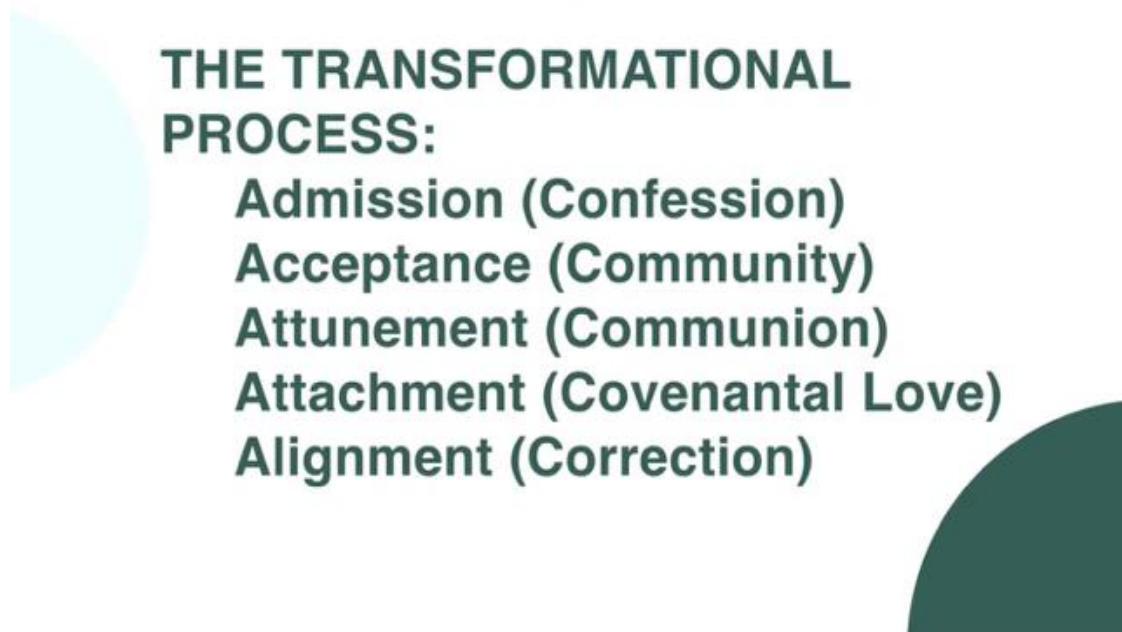 THE TRANSFORMATIONAL
PROCESS:
Admission (Confession)
Acceptance (Community)
Attunement (Communion)
Attachment (Covenantal Love)
Alignment (Correction)